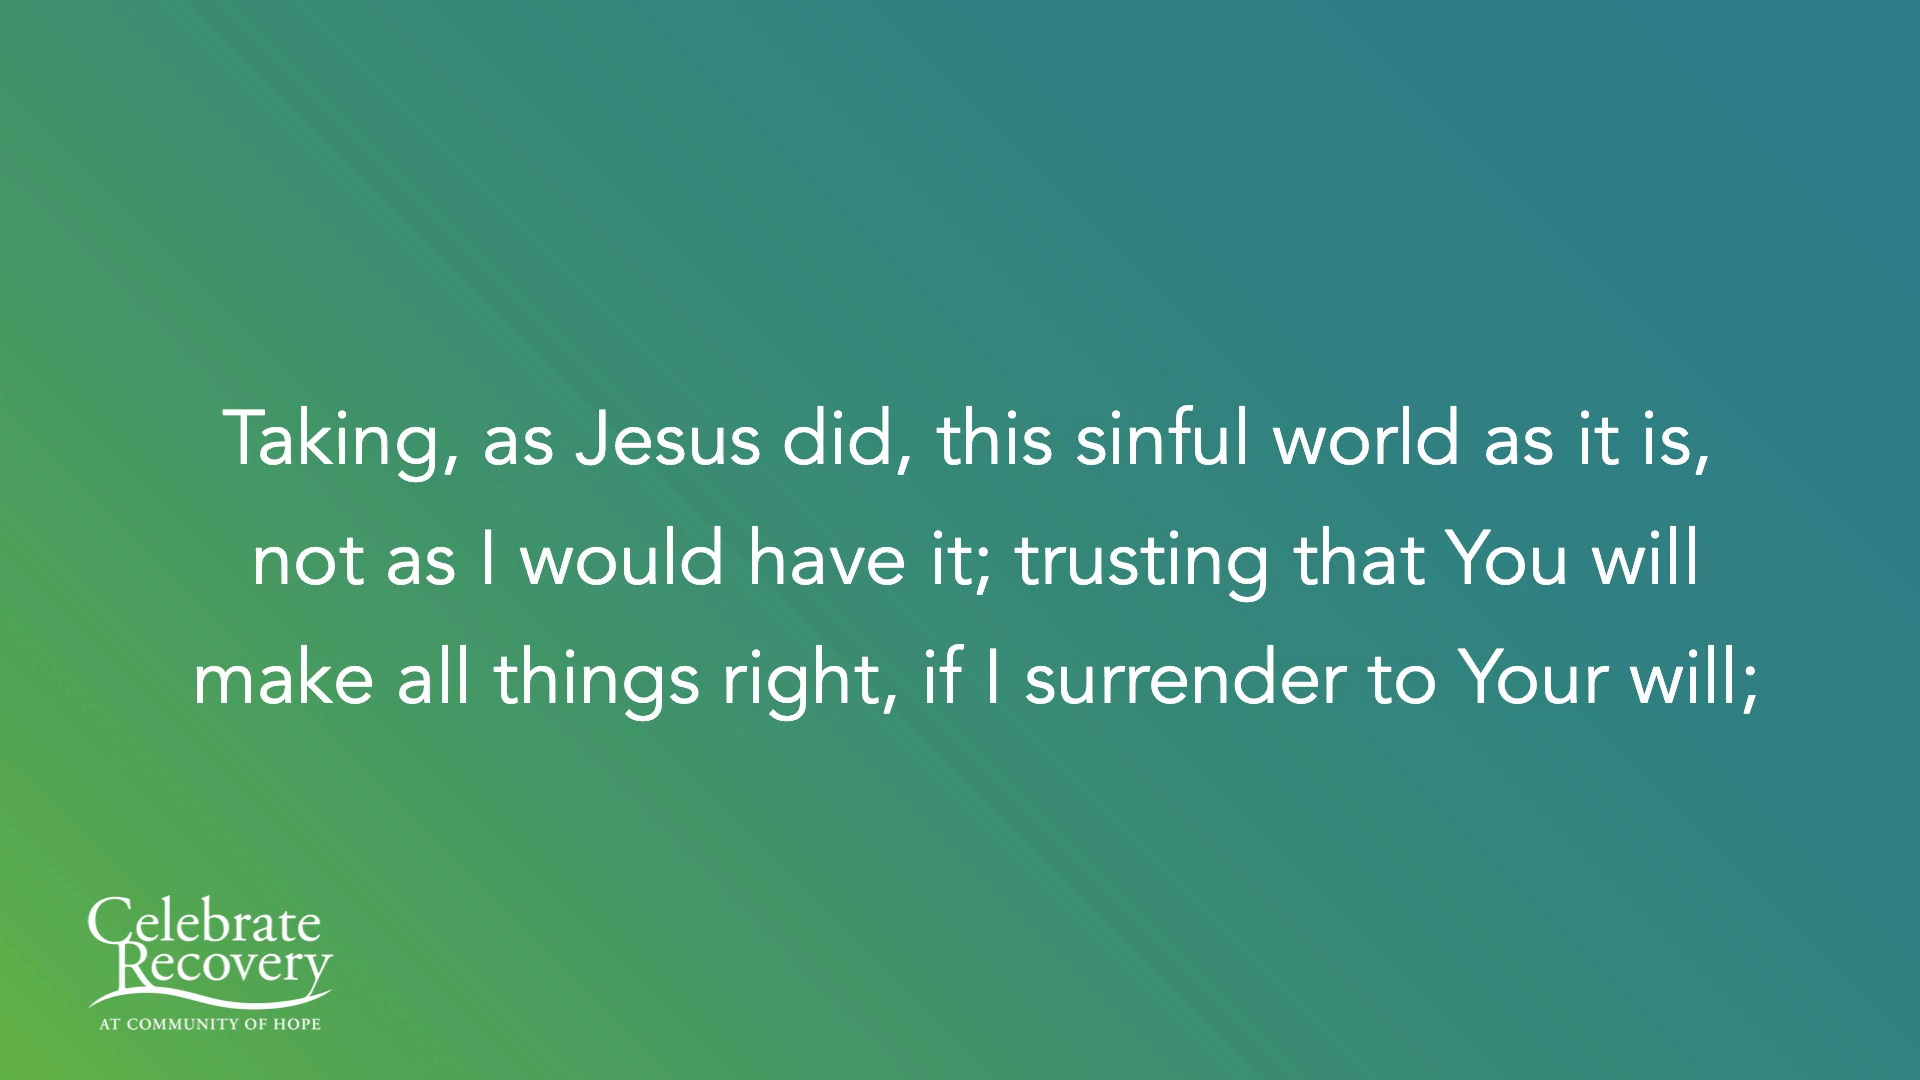 Taking, as Jesus did, this sinful world as it is,
not as I would have it; trusting that You will
make all things right, if I surrender to Your will;
Celebrate
Recovery
AT COMMUNITY OF HOPE